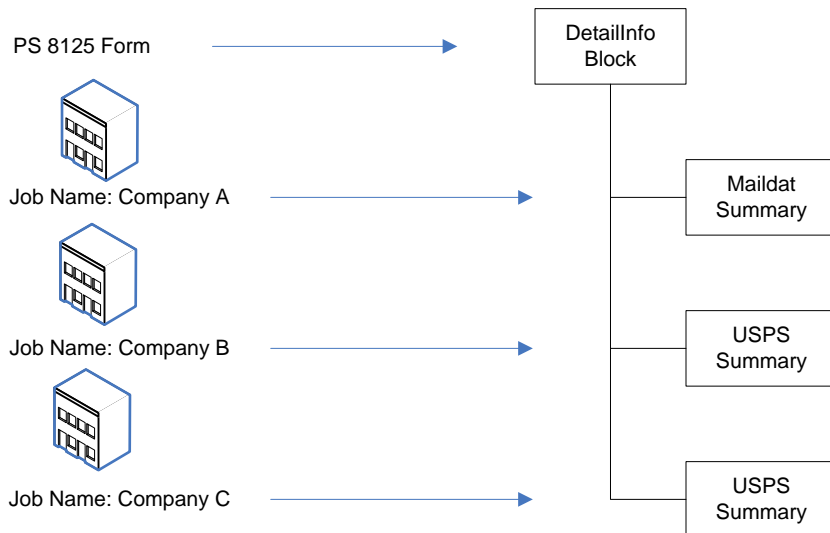 PS 8125 Form
DetailInfo
Block
Job Name: Company A
Maildat
Summary
Job Name: Company B
USPS
Summary
Job Name: Company C
USPS
Summary